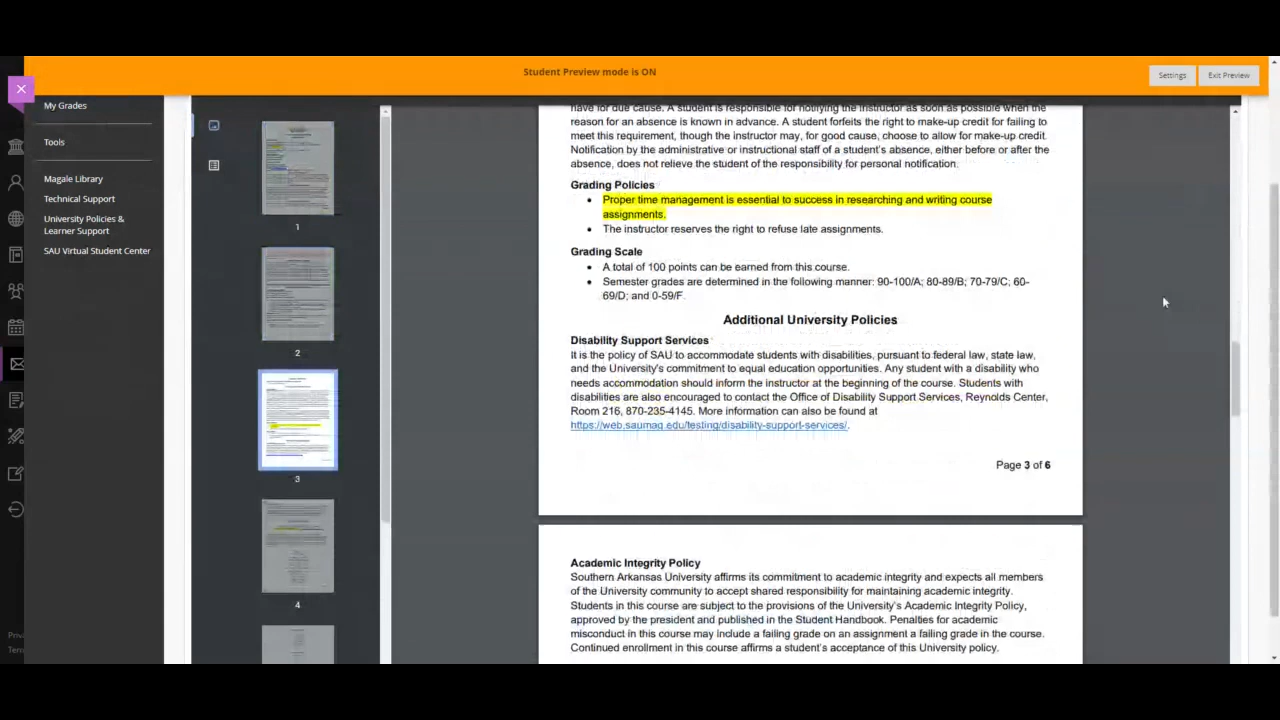 Student Preview mode is ON
Settings
Exit Preview
My Grades
Tools
Magale Library
Technical Support
University Policies &
Learner Support
SAU Virtual Student Center
1
2
3
4
have for due cause. A student is responsible for notifying the instructor as soon as possible when the
reason for an absence is known in advance. A student forfeits the right to make-up credit for failing to
meet this requirement, though the instructor may, for good cause, choose to allow for make-up credit.
Notification by the administrative or instructional staff of a student's absence, either before or after the
absence, does not relieve the student of the responsibility for personal notification.
Grading Policies
• Proper time management is essential to success in researching and writing course
assignments.
• The instructor reserves the right to refuse late assignments.
Grading Scale
• A total of 100 points can be earned from this course.
• Semester grades are determined in the following manner: 90-100/A; 80-89/B; 70-79/C; 60-
69/D; and 0-59/F.
Additional University Policies
Disability Support Services
It is the policy of SAU to accommodate students with disabilities, pursuant to federal law, state law,
and the University's commitment to equal education opportunities. Any student with a disability who
needs accommodation should inform the instructor at the beginning of the course. Students with
disabilities are also encouraged to contact the Office of Disability Support Services, Reynolds Center,
Room 216, 870-235-4145. More information can also be found at
https://web.saumag.edu/testing/disability-support-services/.
Page 3 of 6
Academic Integrity Policy
Southern Arkansas University affirms its commitment to academic integrity and expects all members
of the University community to accept shared responsibility for maintaining academic integrity.
Students in this course are subject to the provisions of the University's Academic Integrity Policy,
approved by the president and published in the Student Handbook. Penalties for academic
misconduct in this course may include a failing grade on an assignment a failing grade in the course.
Continued enrollment in this course affirms a student's acceptance of this University policy.